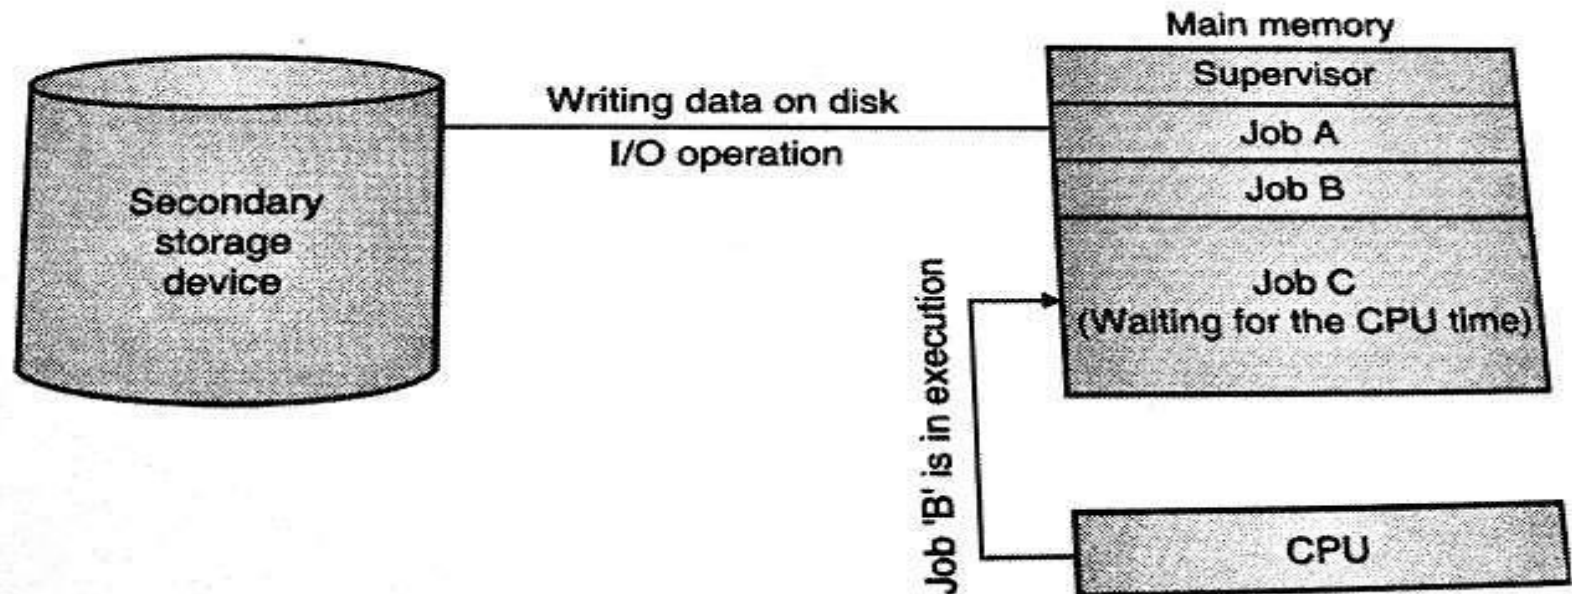 Main memory
Supervisor
Writing data on disk
I/O operation
Job A
Job B
Secondary
storage
device
Job C
(Waiting for the CPU time)
Job 'B' is in execution
CPU